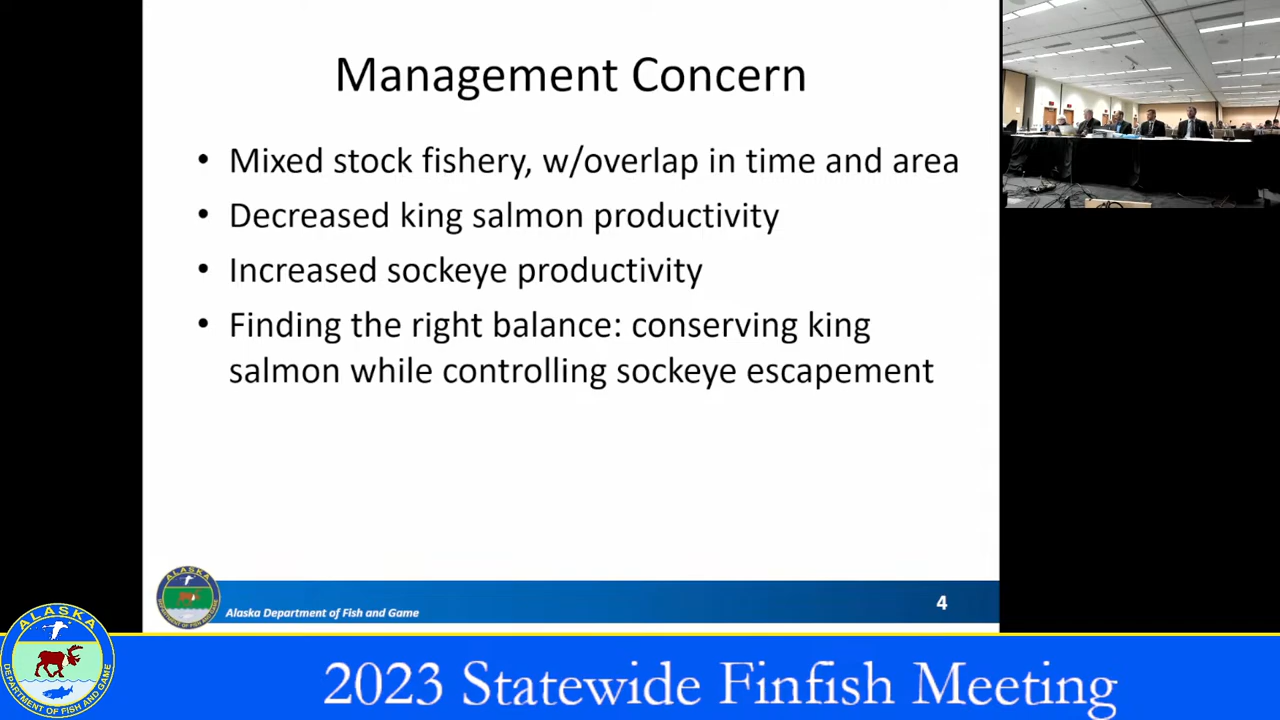 Management Concern
• Mixed stock fishery, w/overlap in time and area
• Decreased king salmon productivity
• Increased sockeye productivity
• Finding the right balance: conserving king
salmon while controlling sockeye escapement
ALASKA
Alaska Department of Fish and Game
4
ALASKA
DEPARTMENT OF FISH AND GAME
2023 Statewide Finfish Meeting